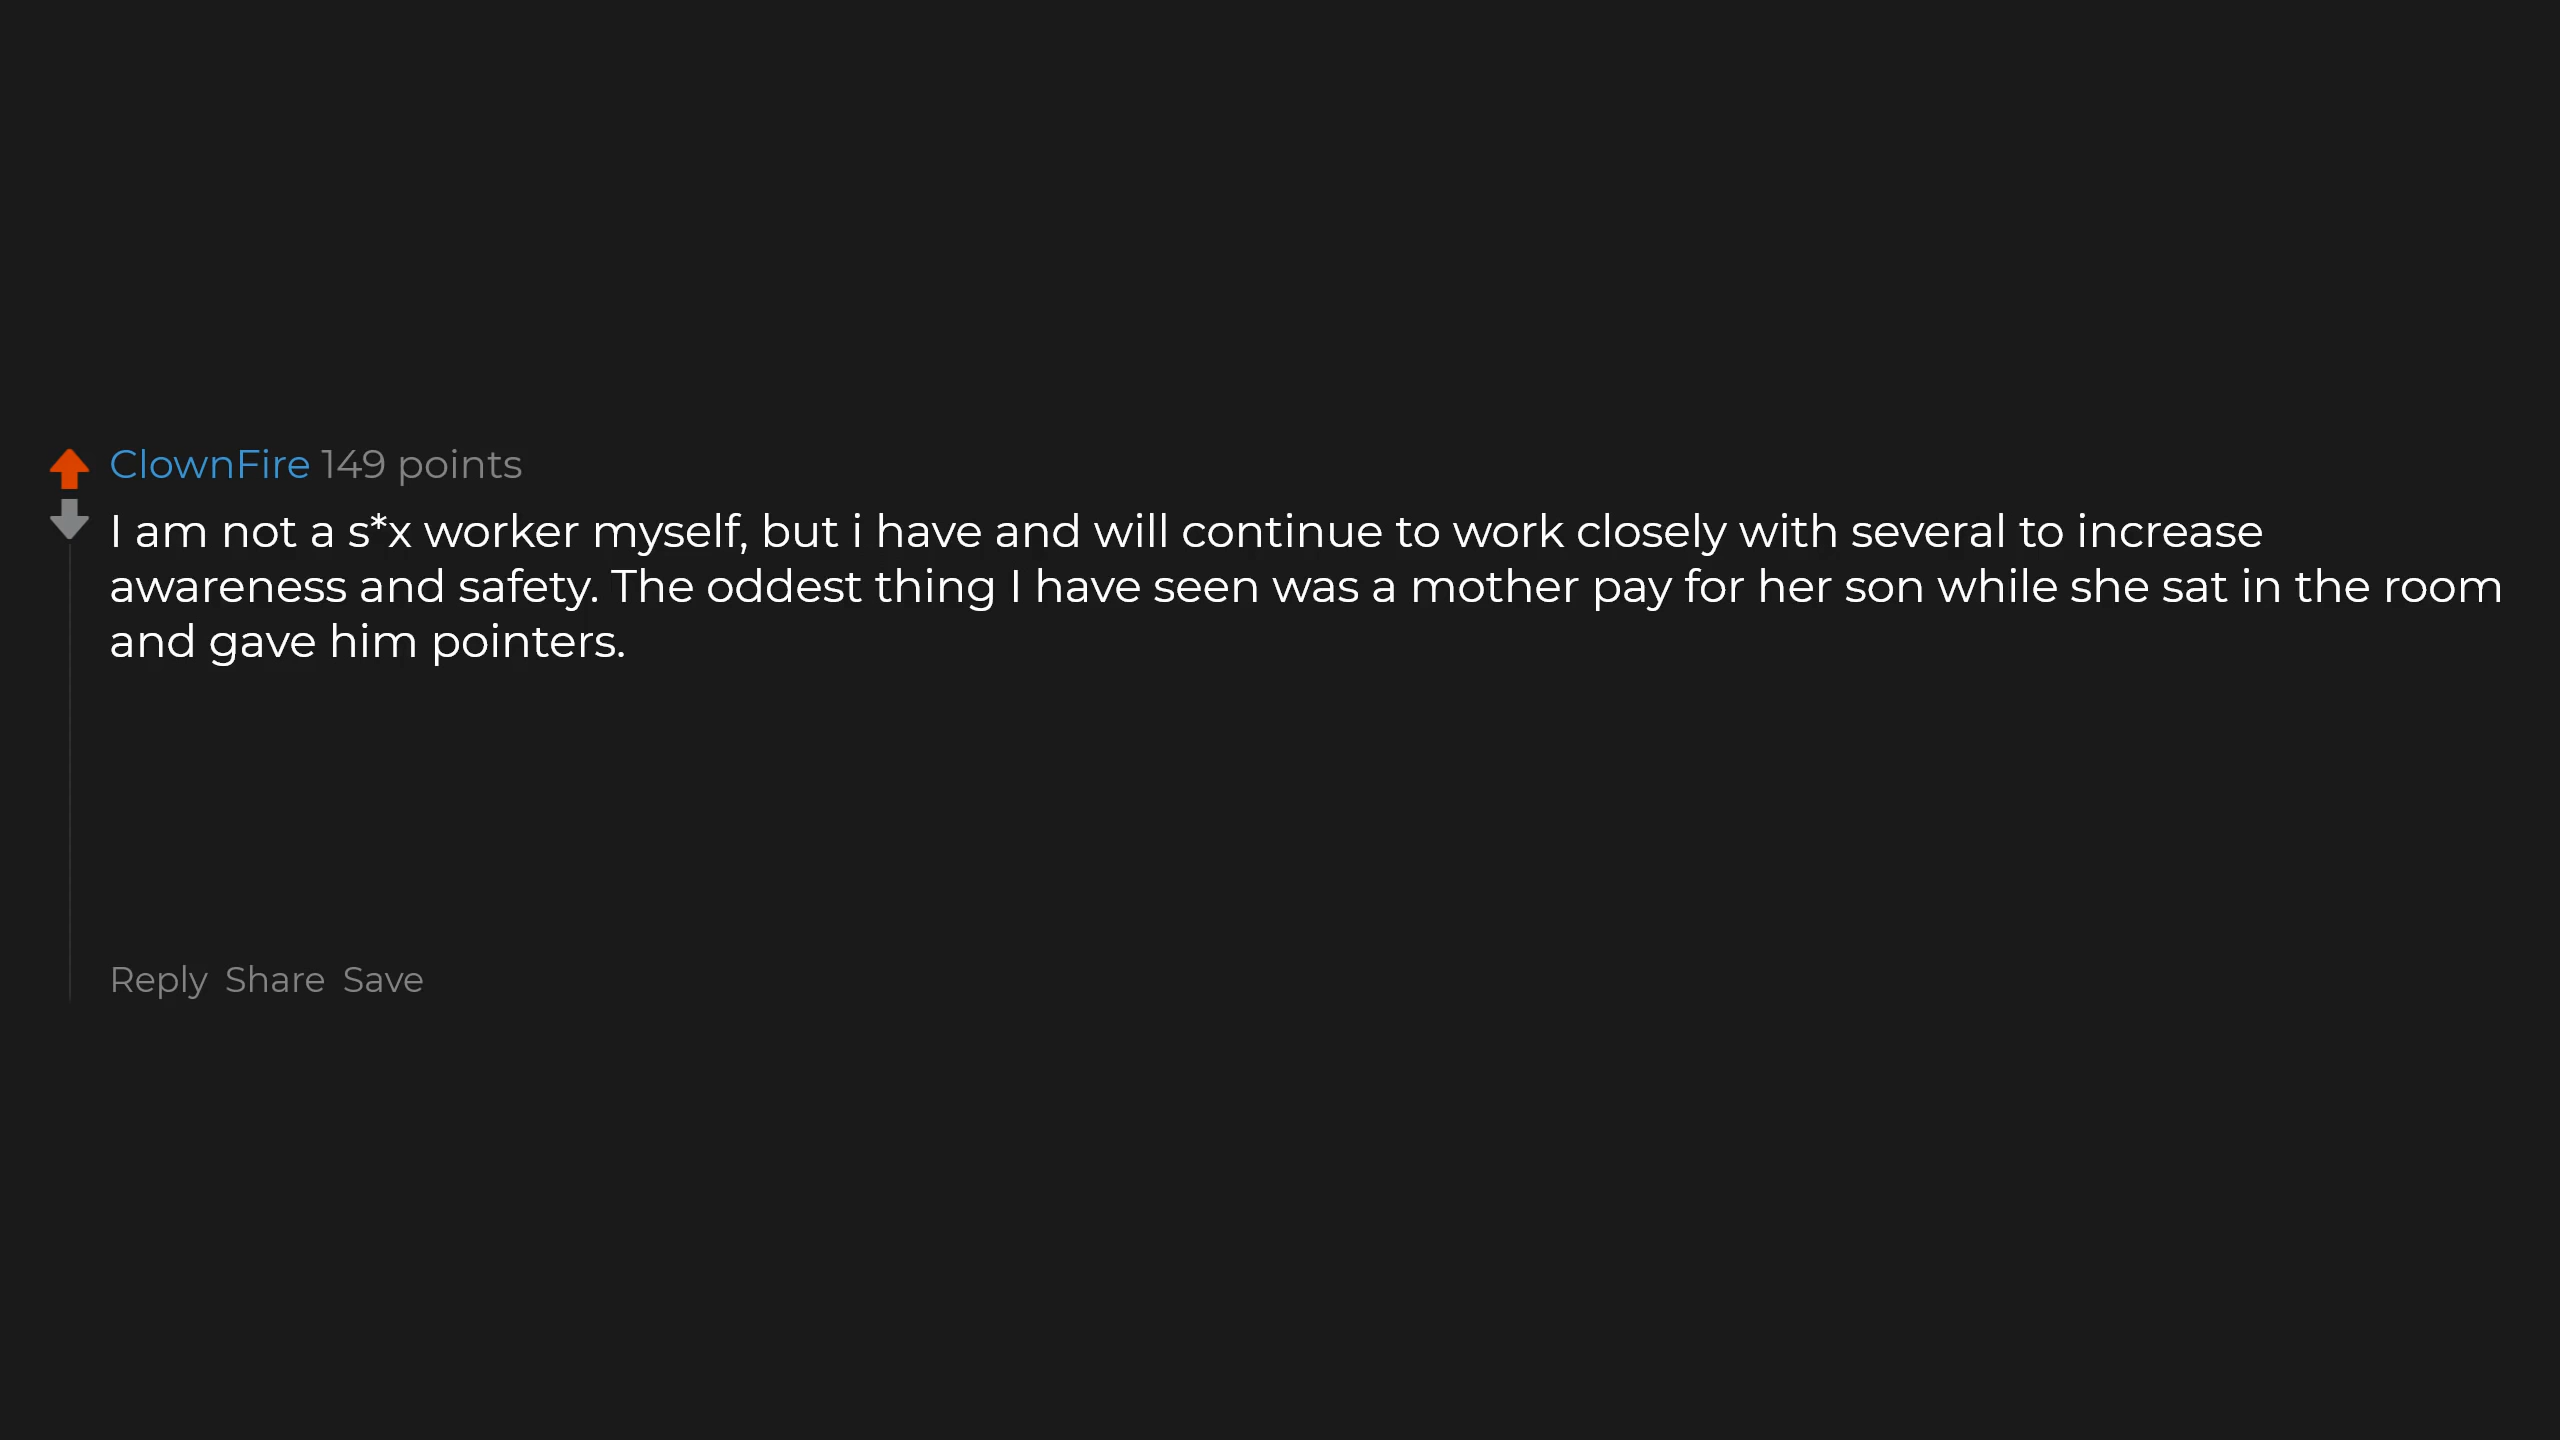 ClownFire 149 points
I am not a s*x worker myself, but i have and will continue to work closely with several to increase
awareness and safety. The oddest thing I have seen was a mother pay for her son while she sat in the room
and gave him pointers.
Reply Share Save